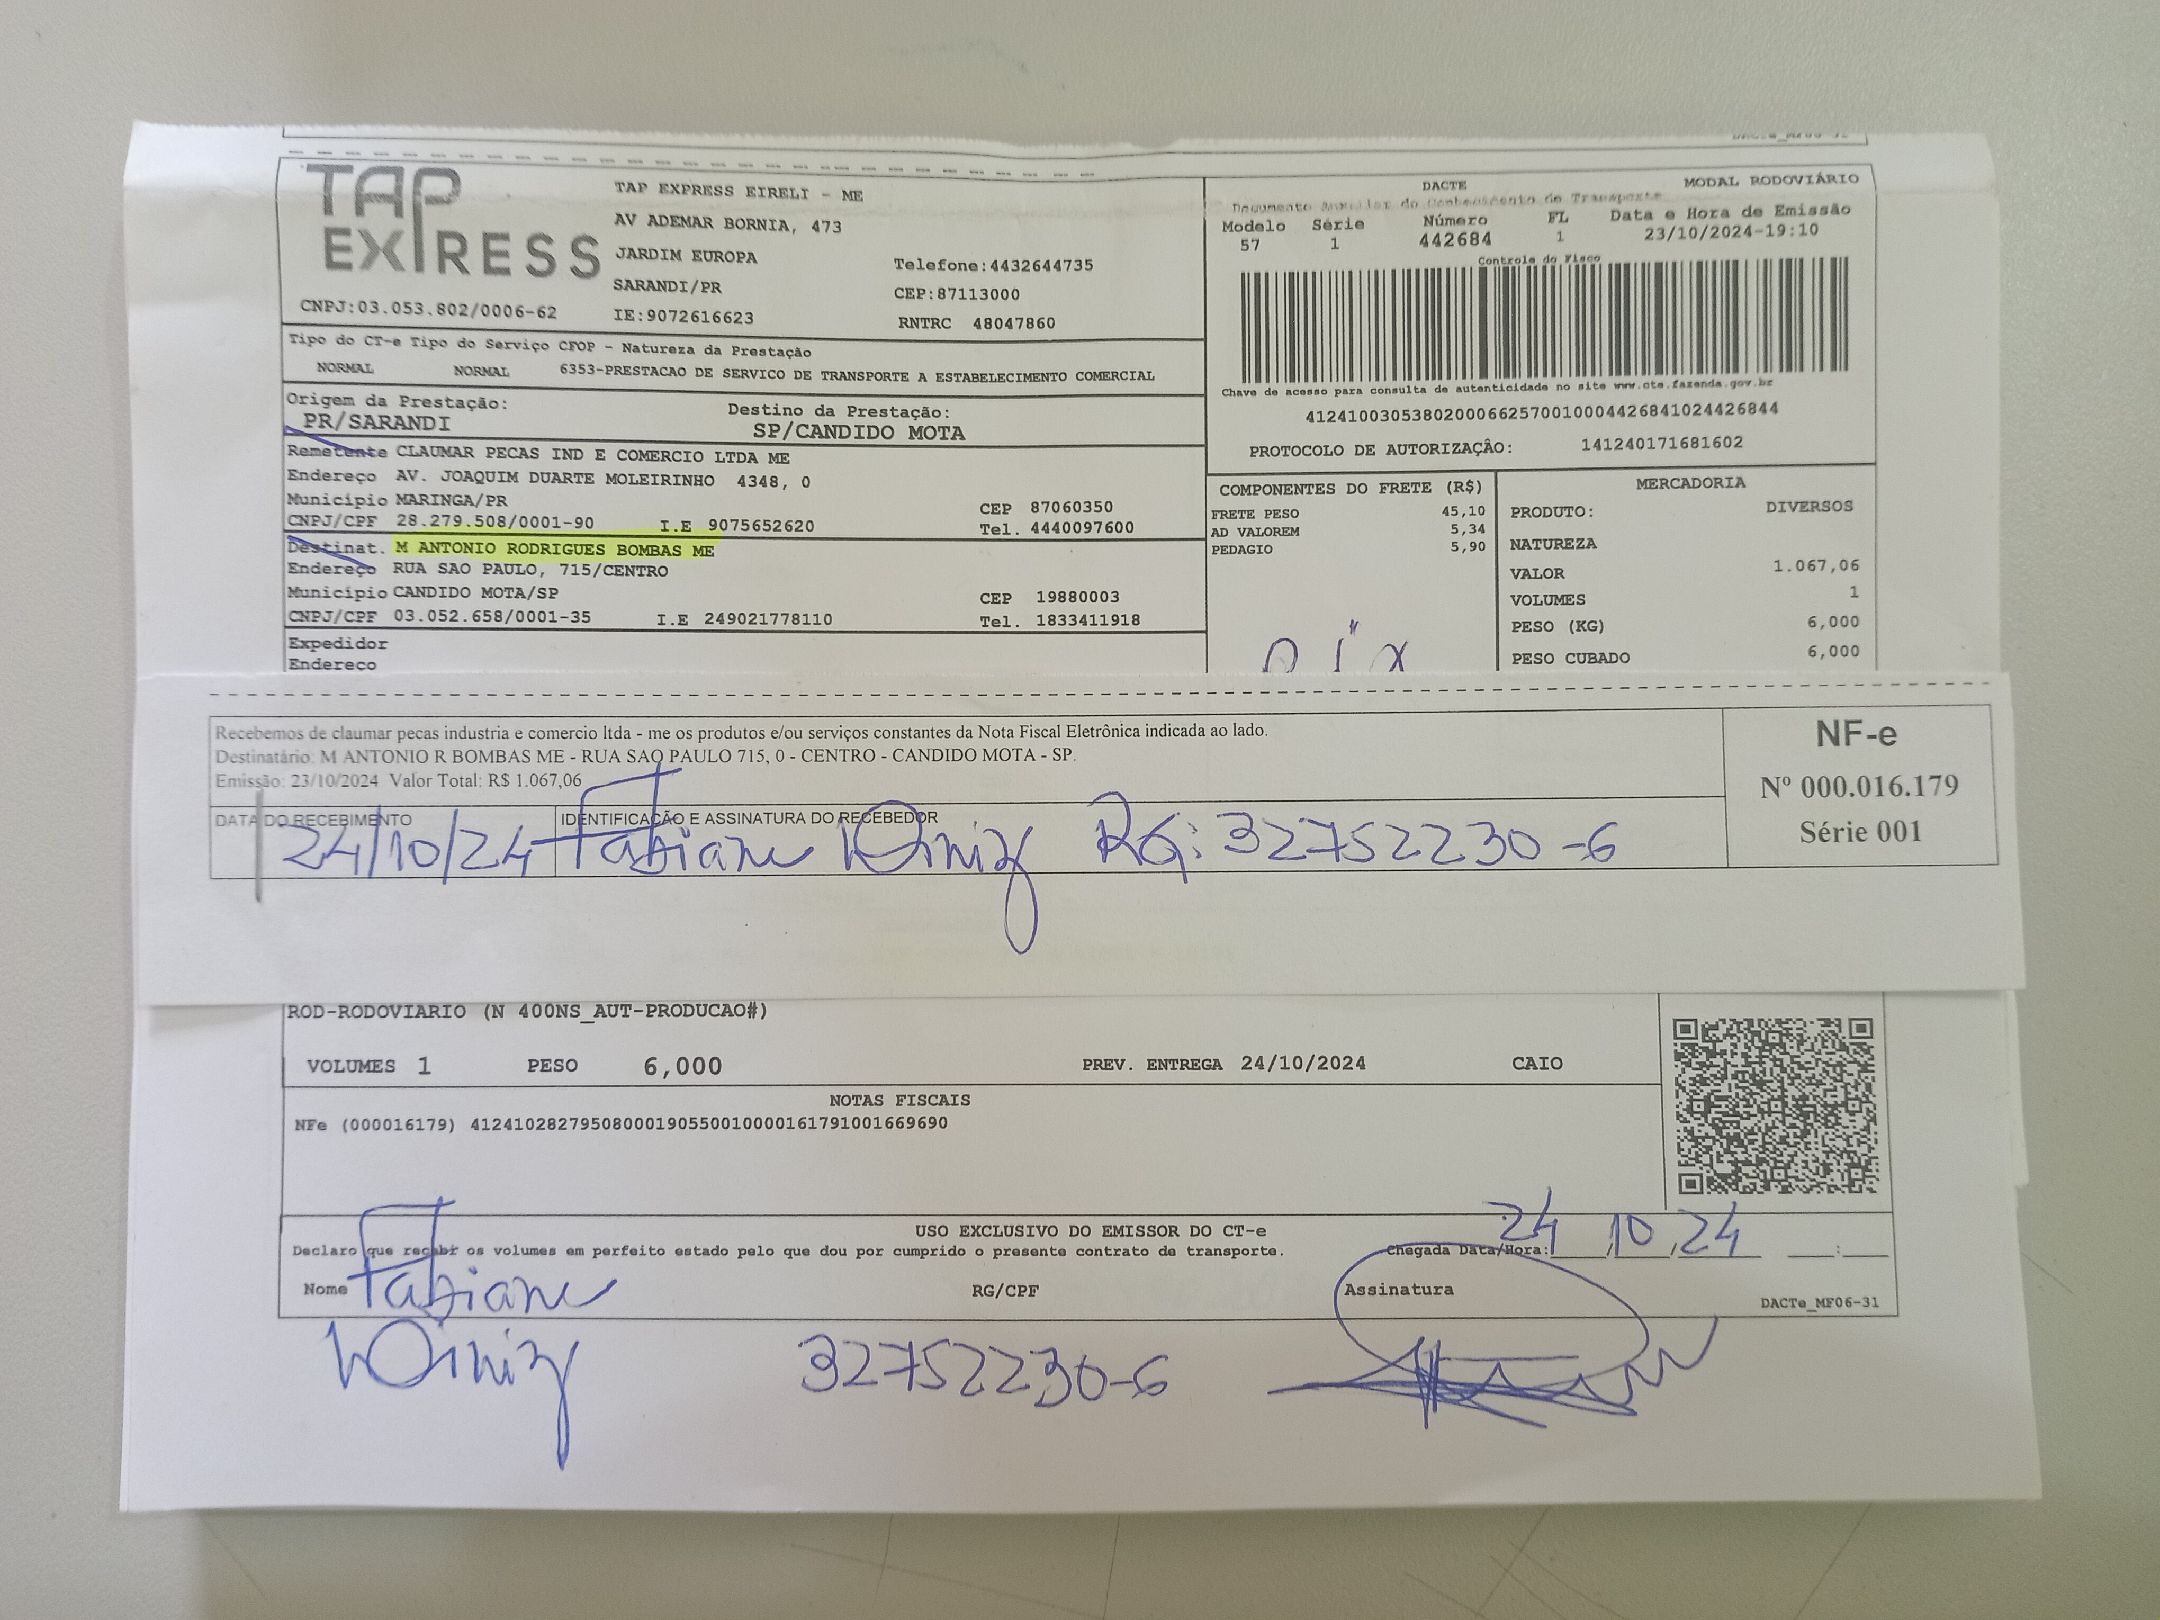 TAP EXPRESS
TAP EXPRESS EIRELI - ME
AV ADEMAR BORNIA, 473
JARDIM EUROPA
Telefone:4432644735
SARANDI/PR
CEP:87113000
CNPJ:03.053.802/0006-62
IE:9072616623
RNTRC 48047860
DACTE
MODAL RODOVIÁRIO
Documento Auxiliar do Conhecimento de Transporte
Modelo Série Número FL Data e Hora de Emissão
57 1 442684 1 23/10/2024-19:10
Controle do Fisco
Chave de acesso para consulta de autenticidade no site www.cte.fazenda.gov.br
41241003053802000662570010004426841024426844
PROTOCOLO DE AUTORIZAÇÃO: 141240171681602
Tipo do CT-e Tipo do Serviço CFOP - Natureza da Prestação
NORMAL NORMAL 6353-PRESTACAO DE SERVICO DE TRANSPORTE A ESTABELECIMENTO COMERCIAL
Origem da Prestação: Destino da Prestação:
PR/SARANDI SP/CANDIDO MOTA
Remetente CLAUMAR PECAS IND E COMERCIO LTDA ME
Endereço AV. JOAQUIM DUARTE MOLEIRINHO 4348, 0
Município MARINGA/PR CEP 87060350
CNPJ/CPF 28.279.508/0001-90 I.E 9075652620 Tel. 4440097600
Destinat. M ANTONIO RODRIGUES BOMBAS ME
Endereço RUA SAO PAULO, 715/CENTRO
Município CANDIDO MOTA/SP CEP 19880003
CNPJ/CPF 03.052.658/0001-35 I.E 249021778110 Tel. 1833411918
Expedidor
Endereco
COMPONENTES DO FRETE (R$)
FRETE PESO 45,10
AD VALOREM 5,34
PEDAGIO 5,90
MERCADORIA
PRODUTO: DIVERSOS
NATUREZA
VALOR 1.067,06
VOLUMES 1
PESO (KG) 6,000
PESO CUBADO 6,000
Recebemos de claumar pecas industria e comercio ltda - me os produtos e/ou serviços constantes da Nota Fiscal Eletrônica indicada ao lado.
Destinatário: M ANTONIO R BOMBAS ME - RUA SAO PAULO 715, 0 - CENTRO - CANDIDO MOTA - SP.
Emissão: 23/10/2024 Valor Total: R$ 1.067,06
DATA DO RECEBIMENTO
IDENTIFICAÇÃO E ASSINATURA DO RECEBEDOR
24/10/24 Fabiane Diniz RG: 32752230-6
NF-e
Nº 000.016.179
Série 001
ROD-RODOVIARIO (N 400NS_AUT-PRODUCAO#)
VOLUMES 1 PESO 6,000 PREV. ENTREGA 24/10/2024 CAIO
NOTAS FISCAIS
NFe (000016179) 41241028279508000190550010000161791001669690
USO EXCLUSIVO DO EMISSOR DO CT-e
Declaro que recebi os volumes em perfeito estado pelo que dou por cumprido o presente contrato de transporte.
Chegada Data/Hora: 24 10 24
Nome Fabiane
RG/CPF
Assinatura
DACTe_MF06-31
Diniz
32752230-6